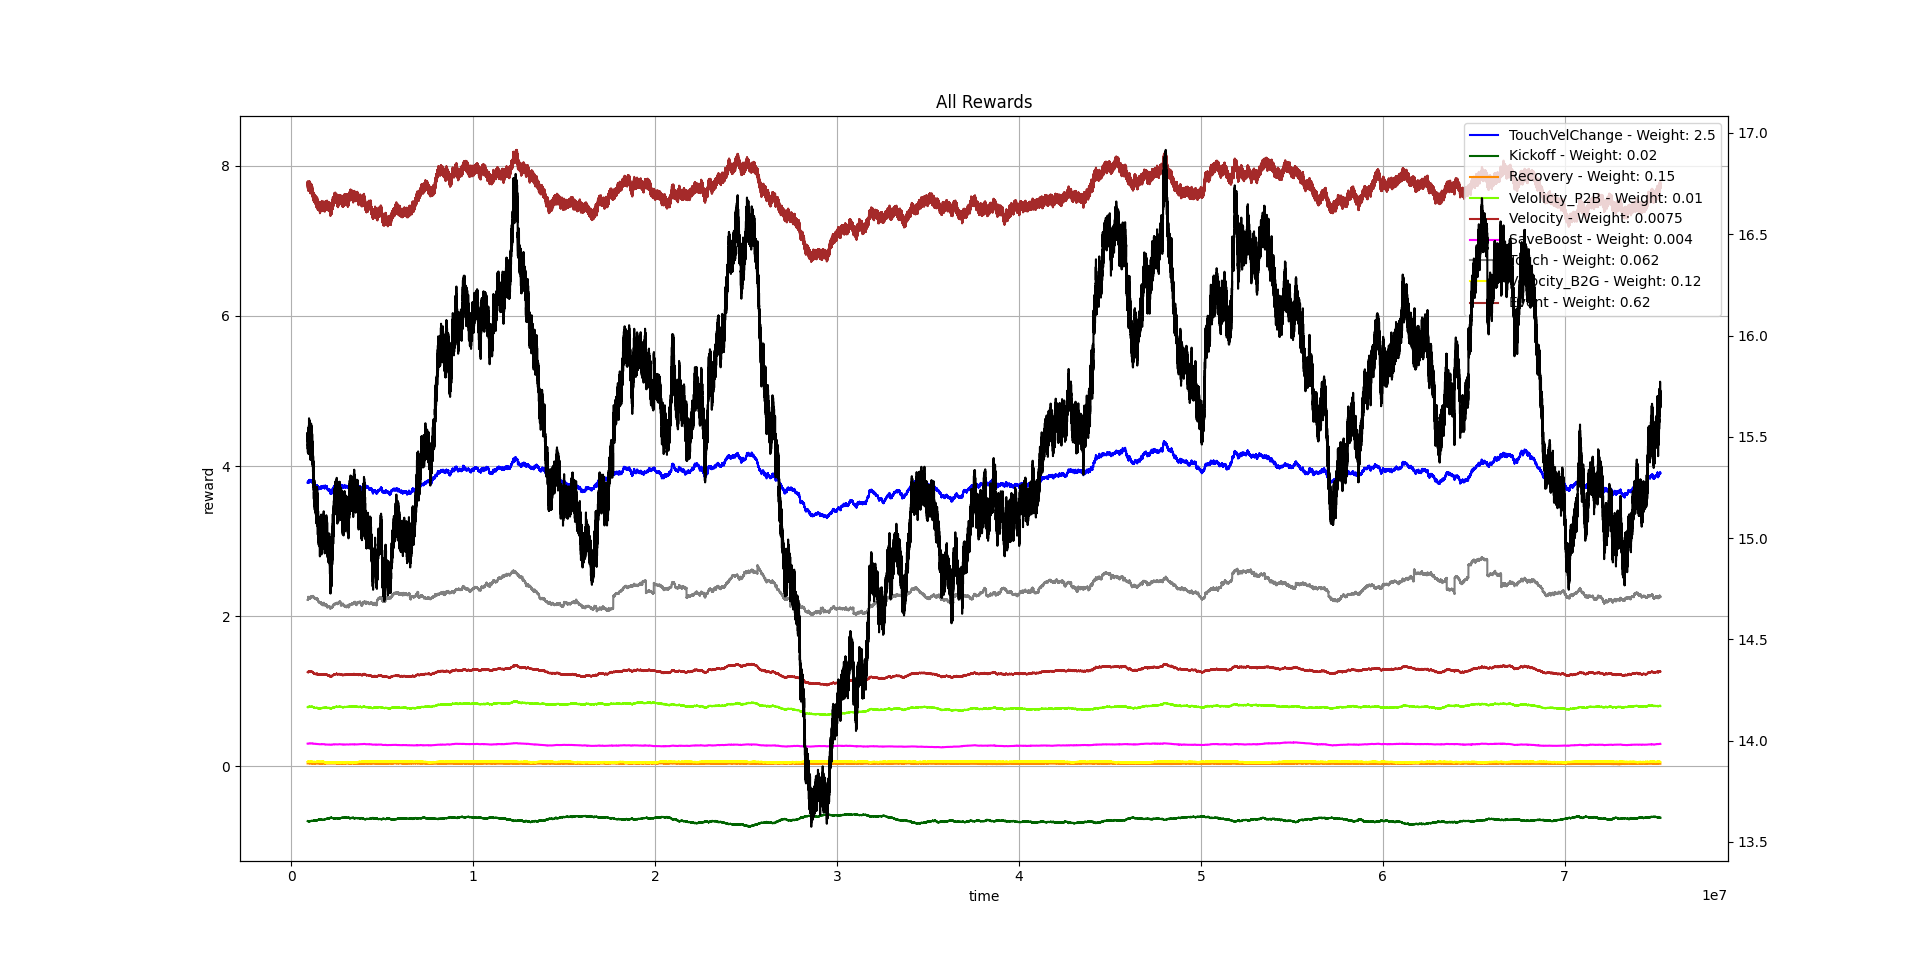 All Rewards
TouchVelChange - Weight: 2.5
Kickoff - Weight: 0.02
Recovery - Weight: 0.15
Velolicty_P2B - Weight: 0.01
Velocity - Weight: 0.0075
SaveBoost - Weight: 0.004
Touch - Weight: 0.062
Velocity_B2G - Weight: 0.12
Event - Weight: 0.62
reward
8
6
4
2
0
17.0
16.5
16.0
15.5
15.0
14.5
14.0
13.5
0 1 2 3 4 5 6 7
time
1e7